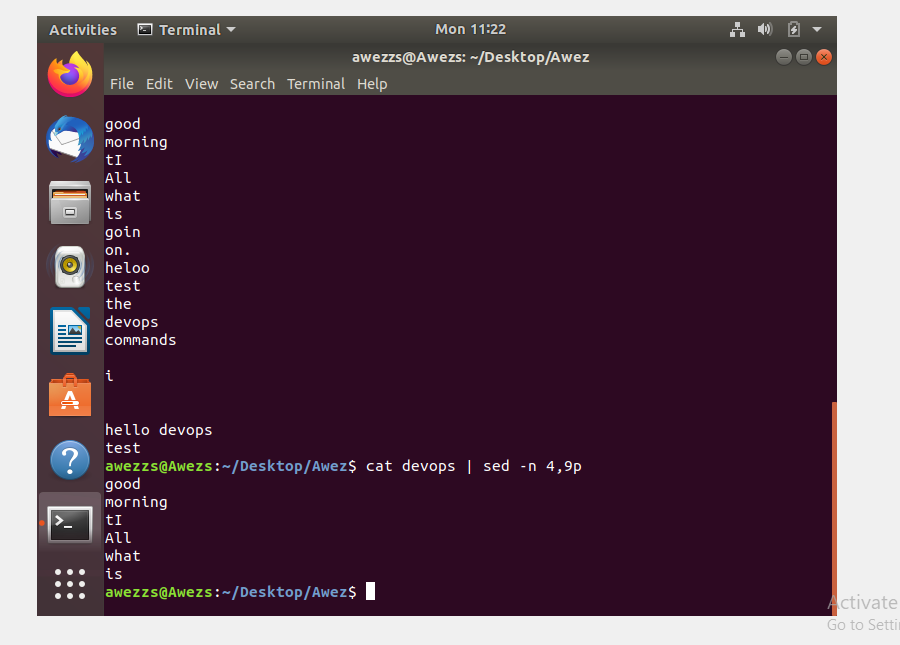 Activities Terminal Mon 11:22
awezzs@Awezs: ~/Desktop/Awez
File Edit View Search Terminal Help
good
morning
tI
All
what
is
goin
on.
heloo
test
the
devops
commands
i
hello devops
test
awezzs@Awezs:~/Desktop/Awez$ cat devops | sed -n 4,9p
good
morning
tI
All
what
is
awezzs@Awezs:~/Desktop/Awez$
Activate
Go to Setti